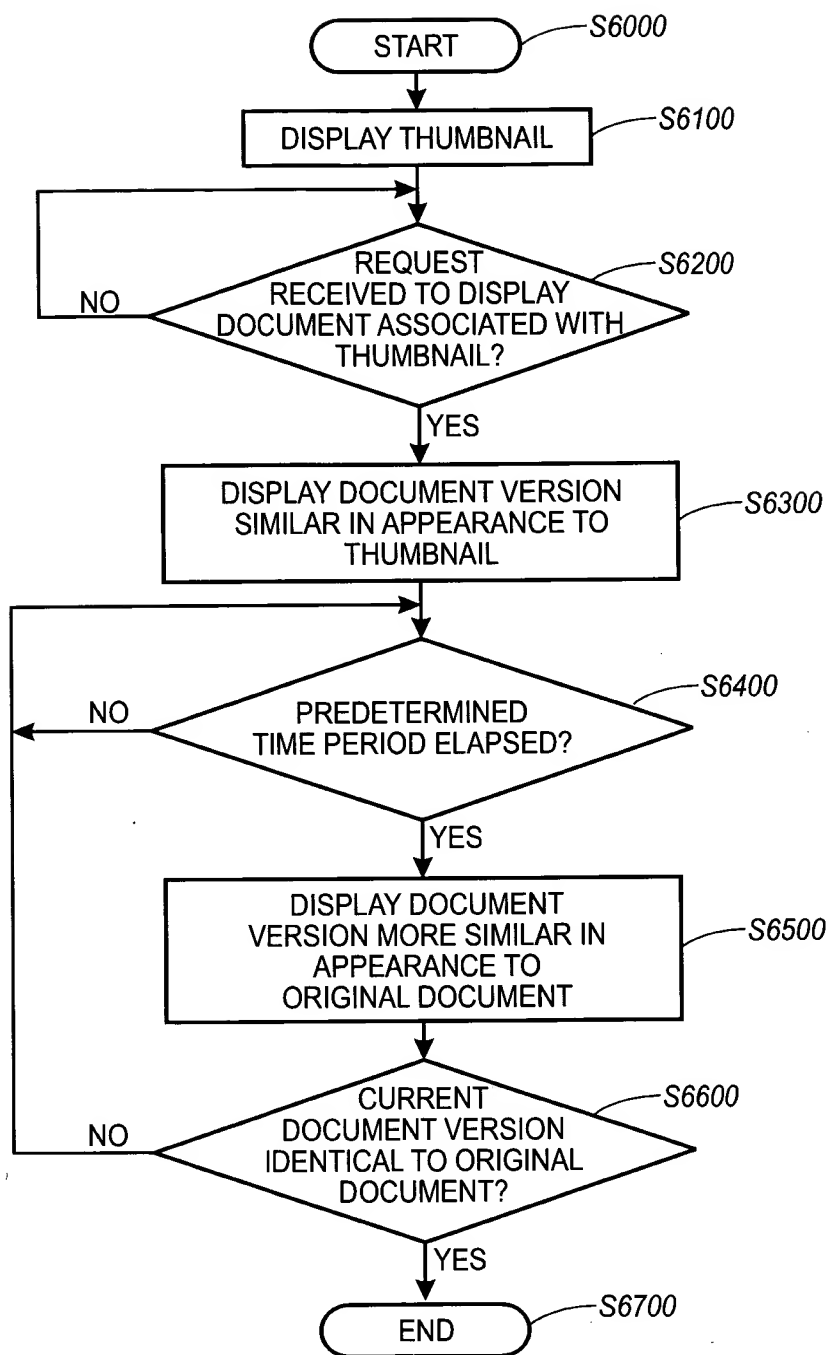 START
S6000
DISPLAY THUMBNAIL
S6100
REQUEST
RECEIVED TO DISPLAY
DOCUMENT ASSOCIATED WITH
THUMBNAIL?
S6200
NO
YES
DISPLAY DOCUMENT VERSION
SIMILAR IN APPEARANCE TO
THUMBNAIL
S6300
PREDETERMINED
TIME PERIOD ELAPSED?
S6400
NO
YES
DISPLAY DOCUMENT
VERSION MORE SIMILAR IN
APPEARANCE TO
ORIGINAL DOCUMENT
S6500
CURRENT
DOCUMENT VERSION
IDENTICAL TO ORIGINAL
DOCUMENT?
S6600
NO
YES
END
S6700